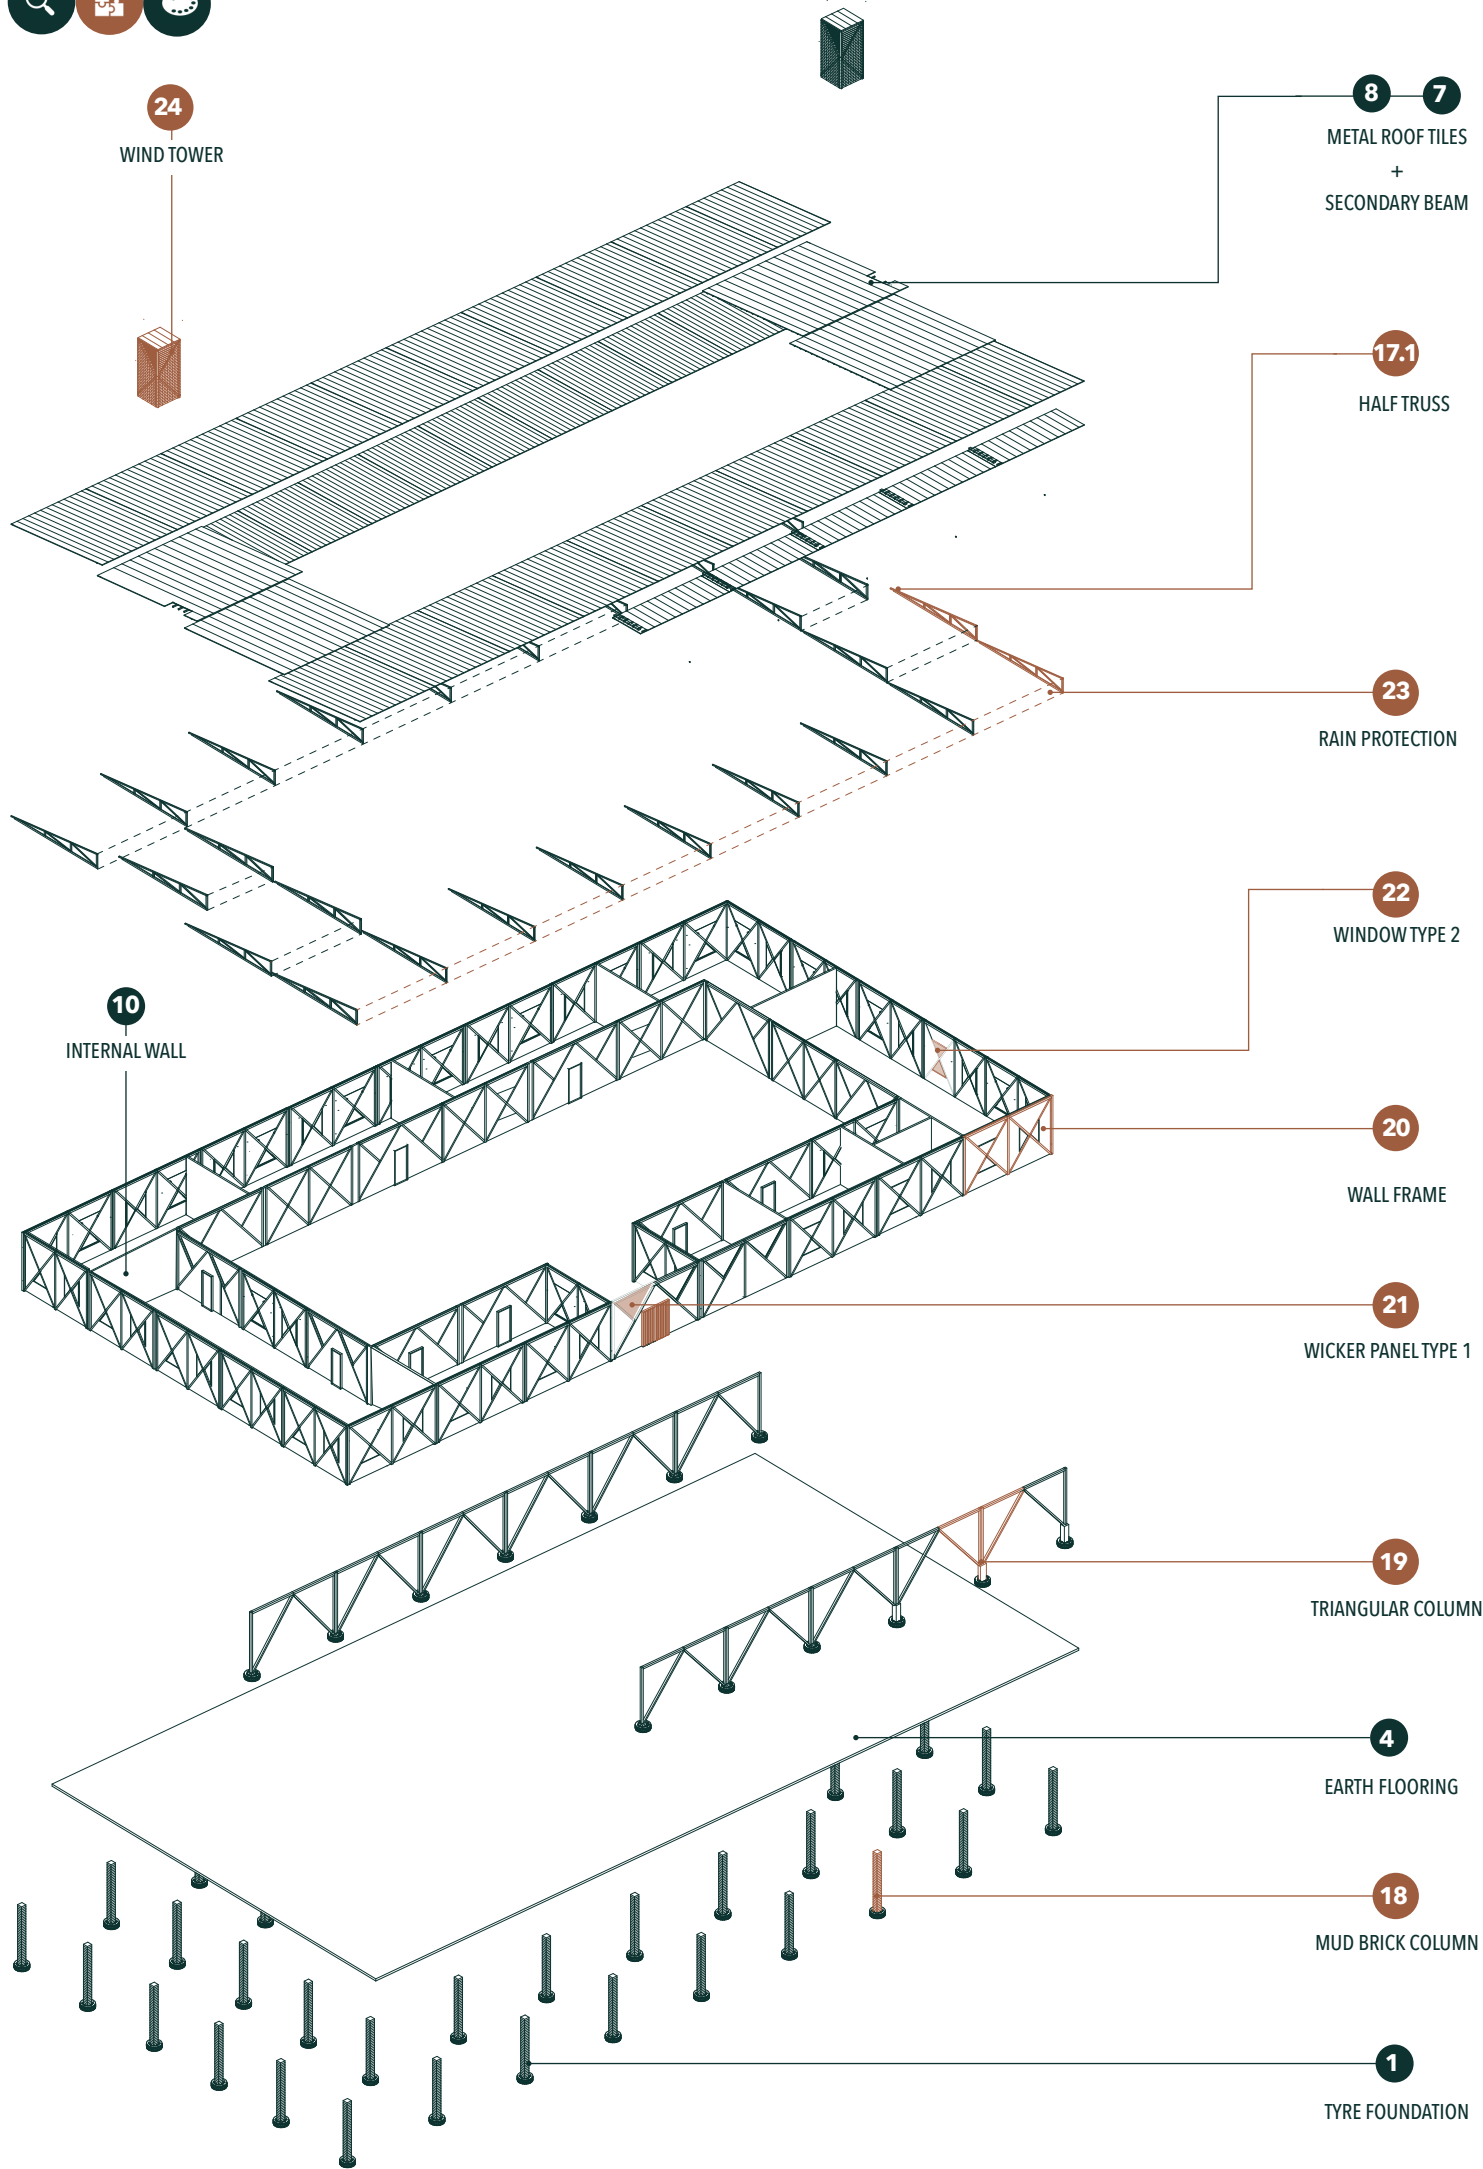 24
WIND TOWER
8 7
METAL ROOF TILES
+
SECONDARY BEAM
17.1
HALF TRUSS
23
RAIN PROTECTION
22
WINDOW TYPE 2
10
INTERNAL WALL
20
WALL FRAME
21
WICKER PANEL TYPE 1
19
TRIANGULAR COLUMN
4
EARTH FLOORING
18
MUD BRICK COLUMN
1
TYRE FOUNDATION